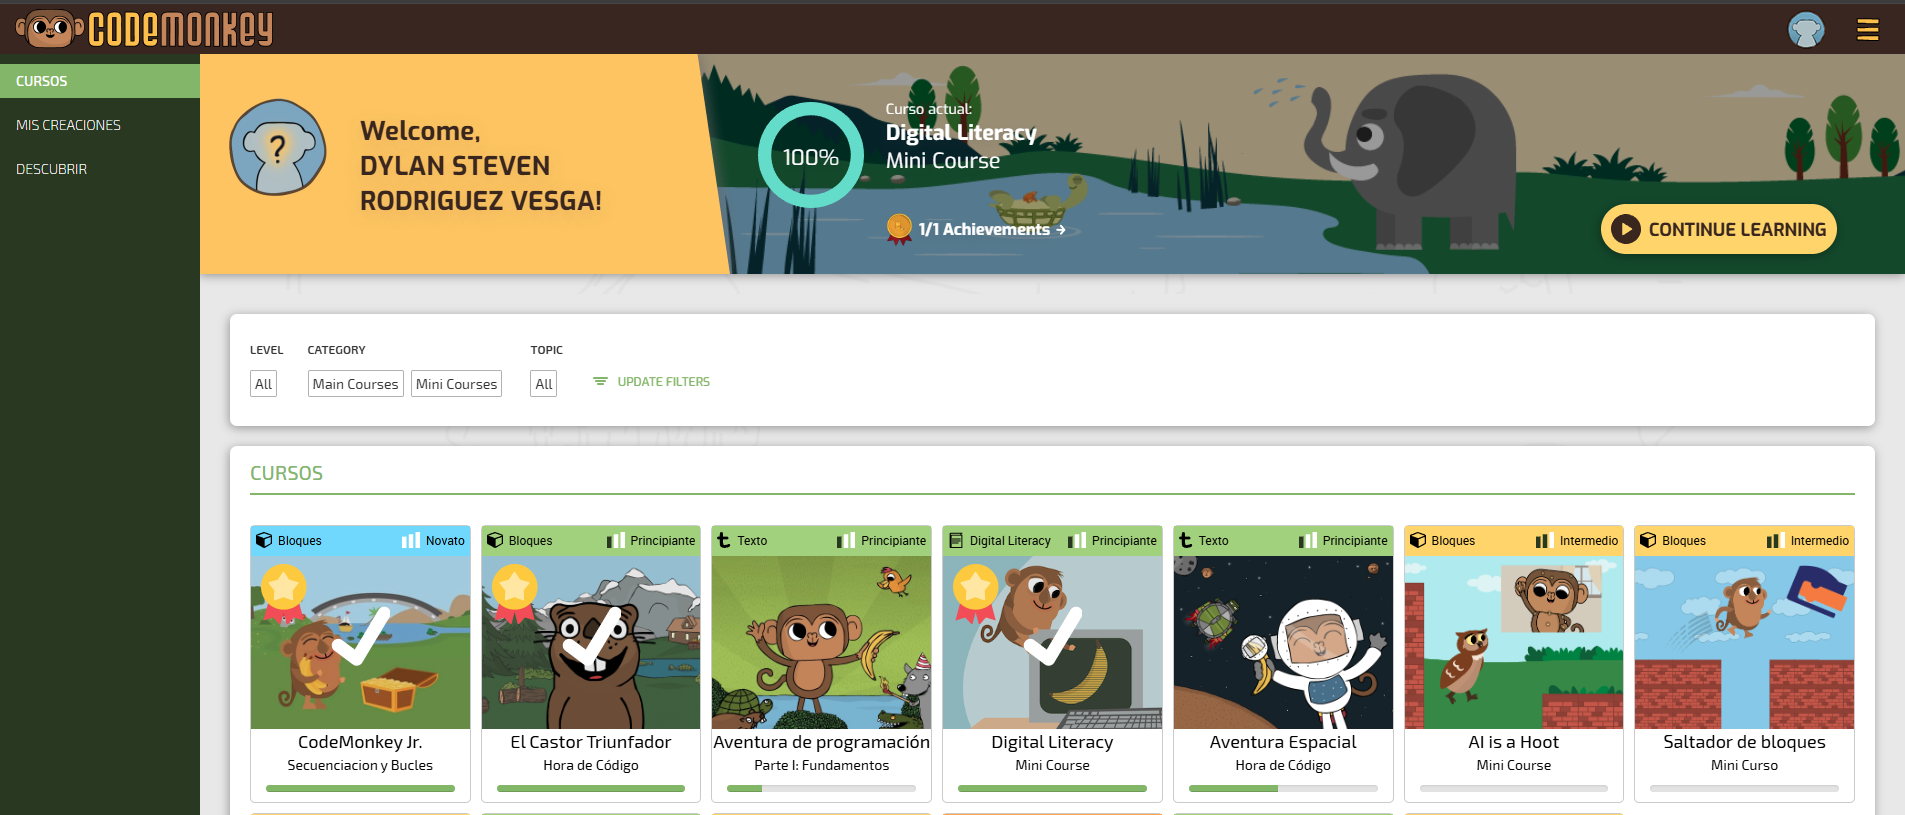 CODEMONKEY
CURSOS
MIS CREACIONES
DESCUBRIR
?
Welcome,
DYLAN STEVEN
RODRIGUEZ VESGA!
100%
Curso actual:
Digital Literacy
Mini Course
1/1 Achievements →
CONTINUE LEARNING
LEVEL CATEGORY TOPIC
All Main Courses Mini Courses All UPDATE FILTERS
CURSOS
Bloques Novato
CodeMonkey Jr.
Secuenciacion y Bucles
Bloques Principiante
El Castor Triunfador
Hora de Código
t Texto Principiante
Aventura de programación
Parte I: Fundamentos
Digital Literacy Principiante
Digital Literacy
Mini Course
t Texto Principiante
Aventura Espacial
Hora de Código
Bloques Intermedio
AI is a Hoot
Mini Course
Bloques Intermedio
Saltador de bloques
Mini Curso